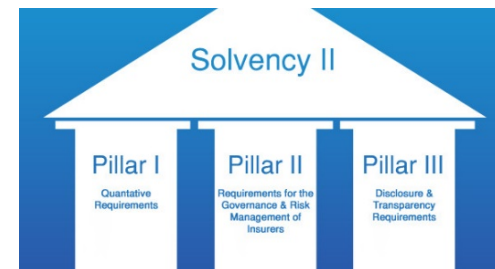 Solvency II
Pillar I
Quantative
Requirements
Pillar II
Requirements for the
Governance & Risk
Management of
Insurers
Pillar III
Disclosure &
Transparency
Requirements